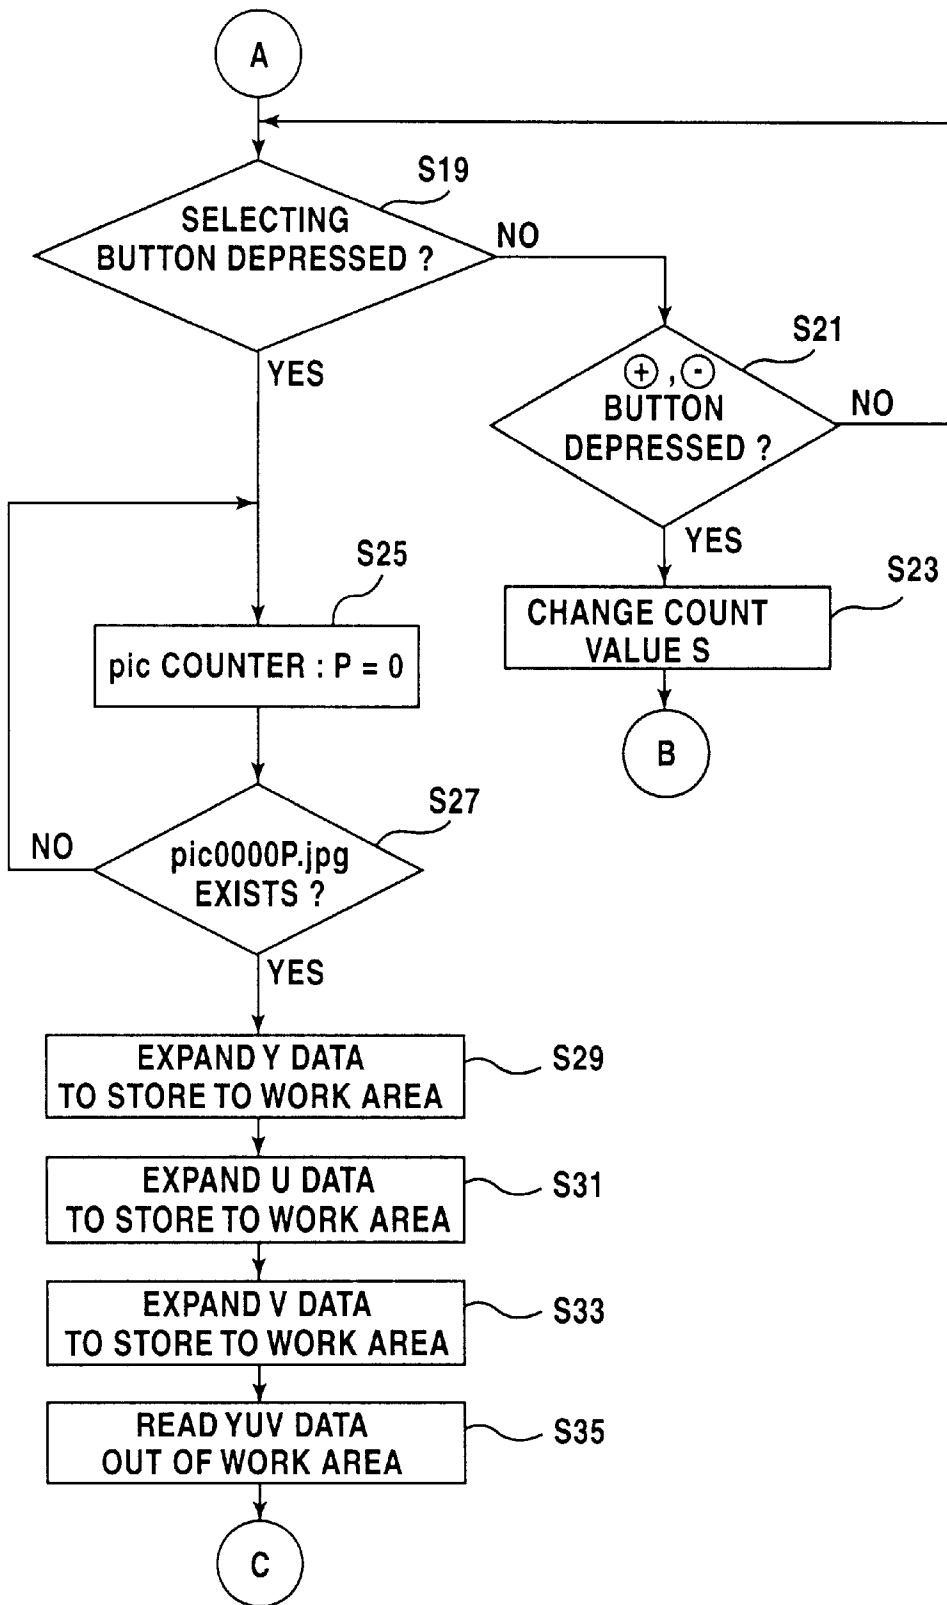 A
S19
SELECTING
BUTTON DEPRESSED ?
NO
YES
S21
⊕ , ⊖
BUTTON
DEPRESSED ?
NO
YES
S23
CHANGE COUNT
VALUE S
B
S25
pic COUNTER : P = 0
S27
pic0000P.jpg
EXISTS ?
NO
YES
EXPAND Y DATA
TO STORE TO WORK AREA
S29
EXPAND U DATA
TO STORE TO WORK AREA
S31
EXPAND V DATA
TO STORE TO WORK AREA
S33
READ YUV DATA
OUT OF WORK AREA
S35
C